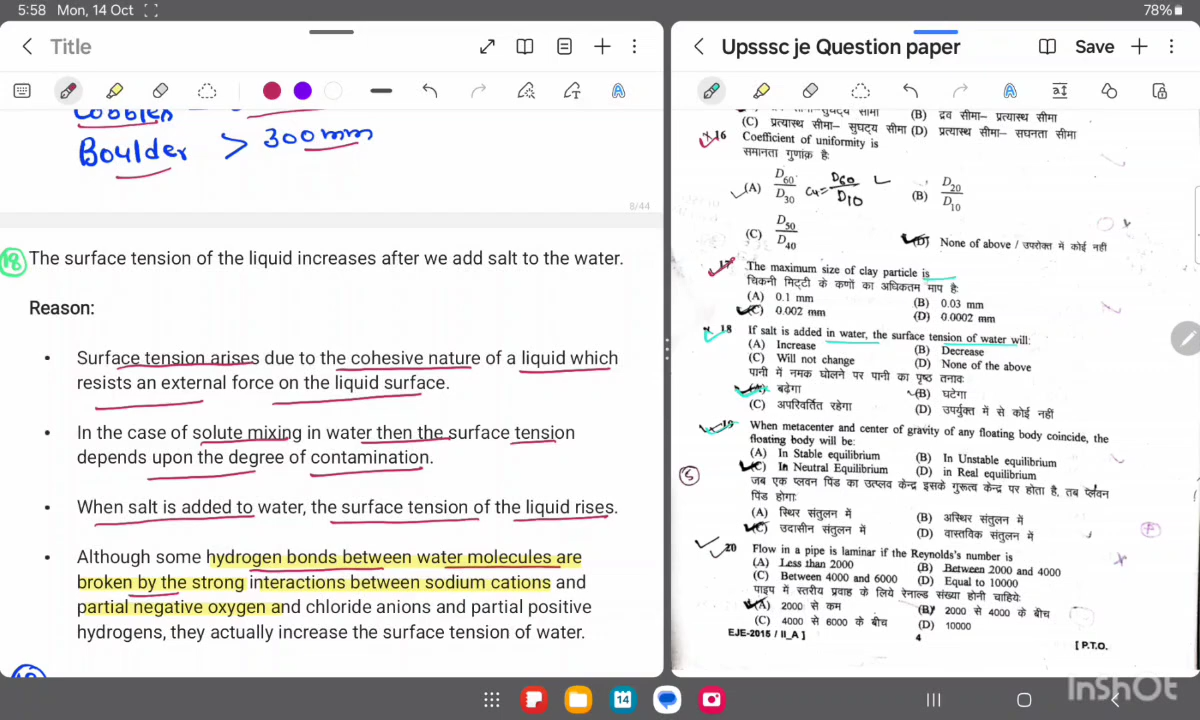 5:58 Mon, 14 Oct
78%
Title
Boulder > 300mm
8/44
18 The surface tension of the liquid increases after we add salt to the water.
Reason:
• Surface tension arises due to the cohesive nature of a liquid which
resists an external force on the liquid surface.
• In the case of solute mixing in water then the surface tension
depends upon the degree of contamination.
• When salt is added to water, the surface tension of the liquid rises.
• Although some hydrogen bonds between water molecules are
broken by the strong interactions between sodium cations and
partial negative oxygen and chloride anions and partial positive
hydrogens, they actually increase the surface tension of water.
Upsssc je Question paper
Save
(B) द्रव सीमा– प्रत्यास्थ सीमा
(C) प्रत्यास्थ सीमा– सुघट्य सीमा (D) प्रत्यास्थ सीमा– सघनता सीमा
16 Coefficient of uniformity is
समानता गुणांक है:
(A) D60/D30 Cu = D60/D10 (B) D20/D10
(C) D50/D40 (D) None of above / उपरोक्त में कोई नहीं
17 The maximum size of clay particle is
चिकनी मिट्टी के कणों का अधिकतम माप है:
(A) 0.1 mm (B) 0.03 mm
(C) 0.002 mm (D) 0.0002 mm
18 If salt is added in water, the surface tension of water will:
(A) Increase (B) Decrease
(C) Will not change (D) None of the above
पानी में नमक घोलने पर पानी का पृष्ठ तनाव:
(A) बढ़ेगा (B) घटेगा
(C) अपरिवर्तित रहेगा (D) उपर्युक्त में से कोई नहीं
19 When metacenter and center of gravity of any floating body coincide, the
floating body will be:
(A) In Stable equilibrium (B) In Unstable equilibrium
(C) In Neutral Equilibrium (D) in Real equilibrium
जब एक प्लवन पिंड का उत्प्लव केन्द्र इसके गुरूत्व केन्द्र पर होता है, तब प्लवन
पिंड होगा:
(A) स्थिर संतुलन में (B) अस्थिर संतुलन में
(C) उदासीन संतुलन में (D) वास्तविक संतुलन में
20 Flow in a pipe is laminar if the Reynolds's number is
(A) Less than 2000 (B) Between 2000 and 4000
(C) Between 4000 and 6000 (D) Equal to 10000
पाइप में स्तरीय प्रवाह के लिये रेनाल्ड संख्या होनी चाहिये:
(A) 2000 से कम (B) 2000 से 4000 के बीच
(C) 4000 से 6000 के बीच (D) 10000
EJE-2015 / II_A ] 4 [ P.T.O.
14
InShOt